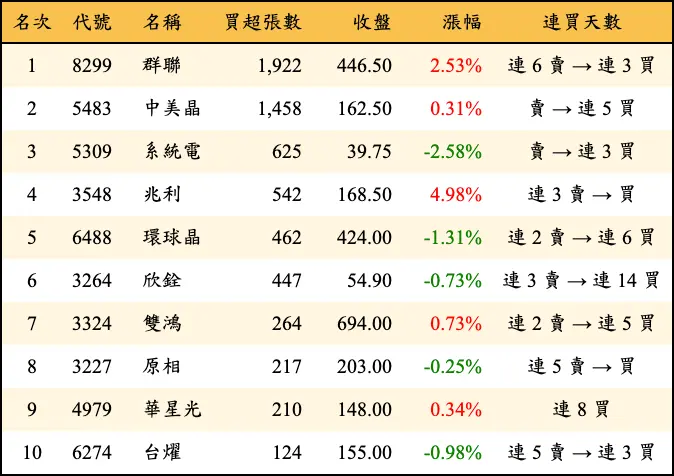 名次 代號 名稱 買超張數 收盤 漲幅 連買天數
1 8299 群聯 1,922 446.50 2.53% 連 6 賣 → 連 3 買
2 5483 中美晶 1,458 162.50 0.31% 賣 → 連 5 買
3 5309 系統電 625 39.75 -2.58% 賣 → 連 3 買
4 3548 兆利 542 168.50 4.98% 連 3 賣 → 買
5 6488 環球晶 462 424.00 -1.31% 連 2 賣 → 連 6 買
6 3264 欣銓 447 54.90 -0.73% 連 3 賣 → 連 14 買
7 3324 雙鴻 264 694.00 0.73% 連 2 賣 → 連 5 買
8 3227 原相 217 203.00 -0.25% 連 5 賣 → 買
9 4979 華星光 210 148.00 0.34% 連 8 買
10 6274 台燿 124 155.00 -0.98% 連 5 賣 → 連 3 買